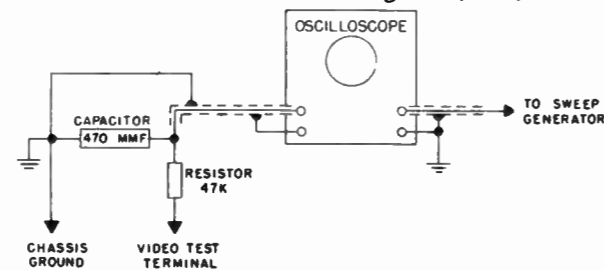 OSCILLOSCOPE
TO SWEEP
GENERATOR
CAPACITOR
470 MMF
RESISTOR
47K
CHASSIS
GROUND
VIDEO TEST
TERMINAL